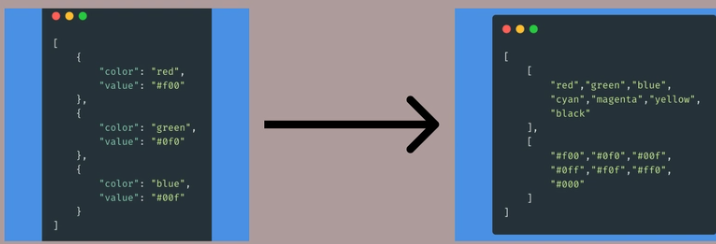 [
{
"color": "red",
"value": "#f00"
},
{
"color": "green",
"value": "#0f0"
},
{
"color": "blue",
"value": "#00f"
}
]
[
[
"red","green","blue",
"cyan","magenta","yellow",
"black"
],
[
"#f00","#0f0","#00f",
"#0ff","#f0f","#ff0",
"#000"
]
]